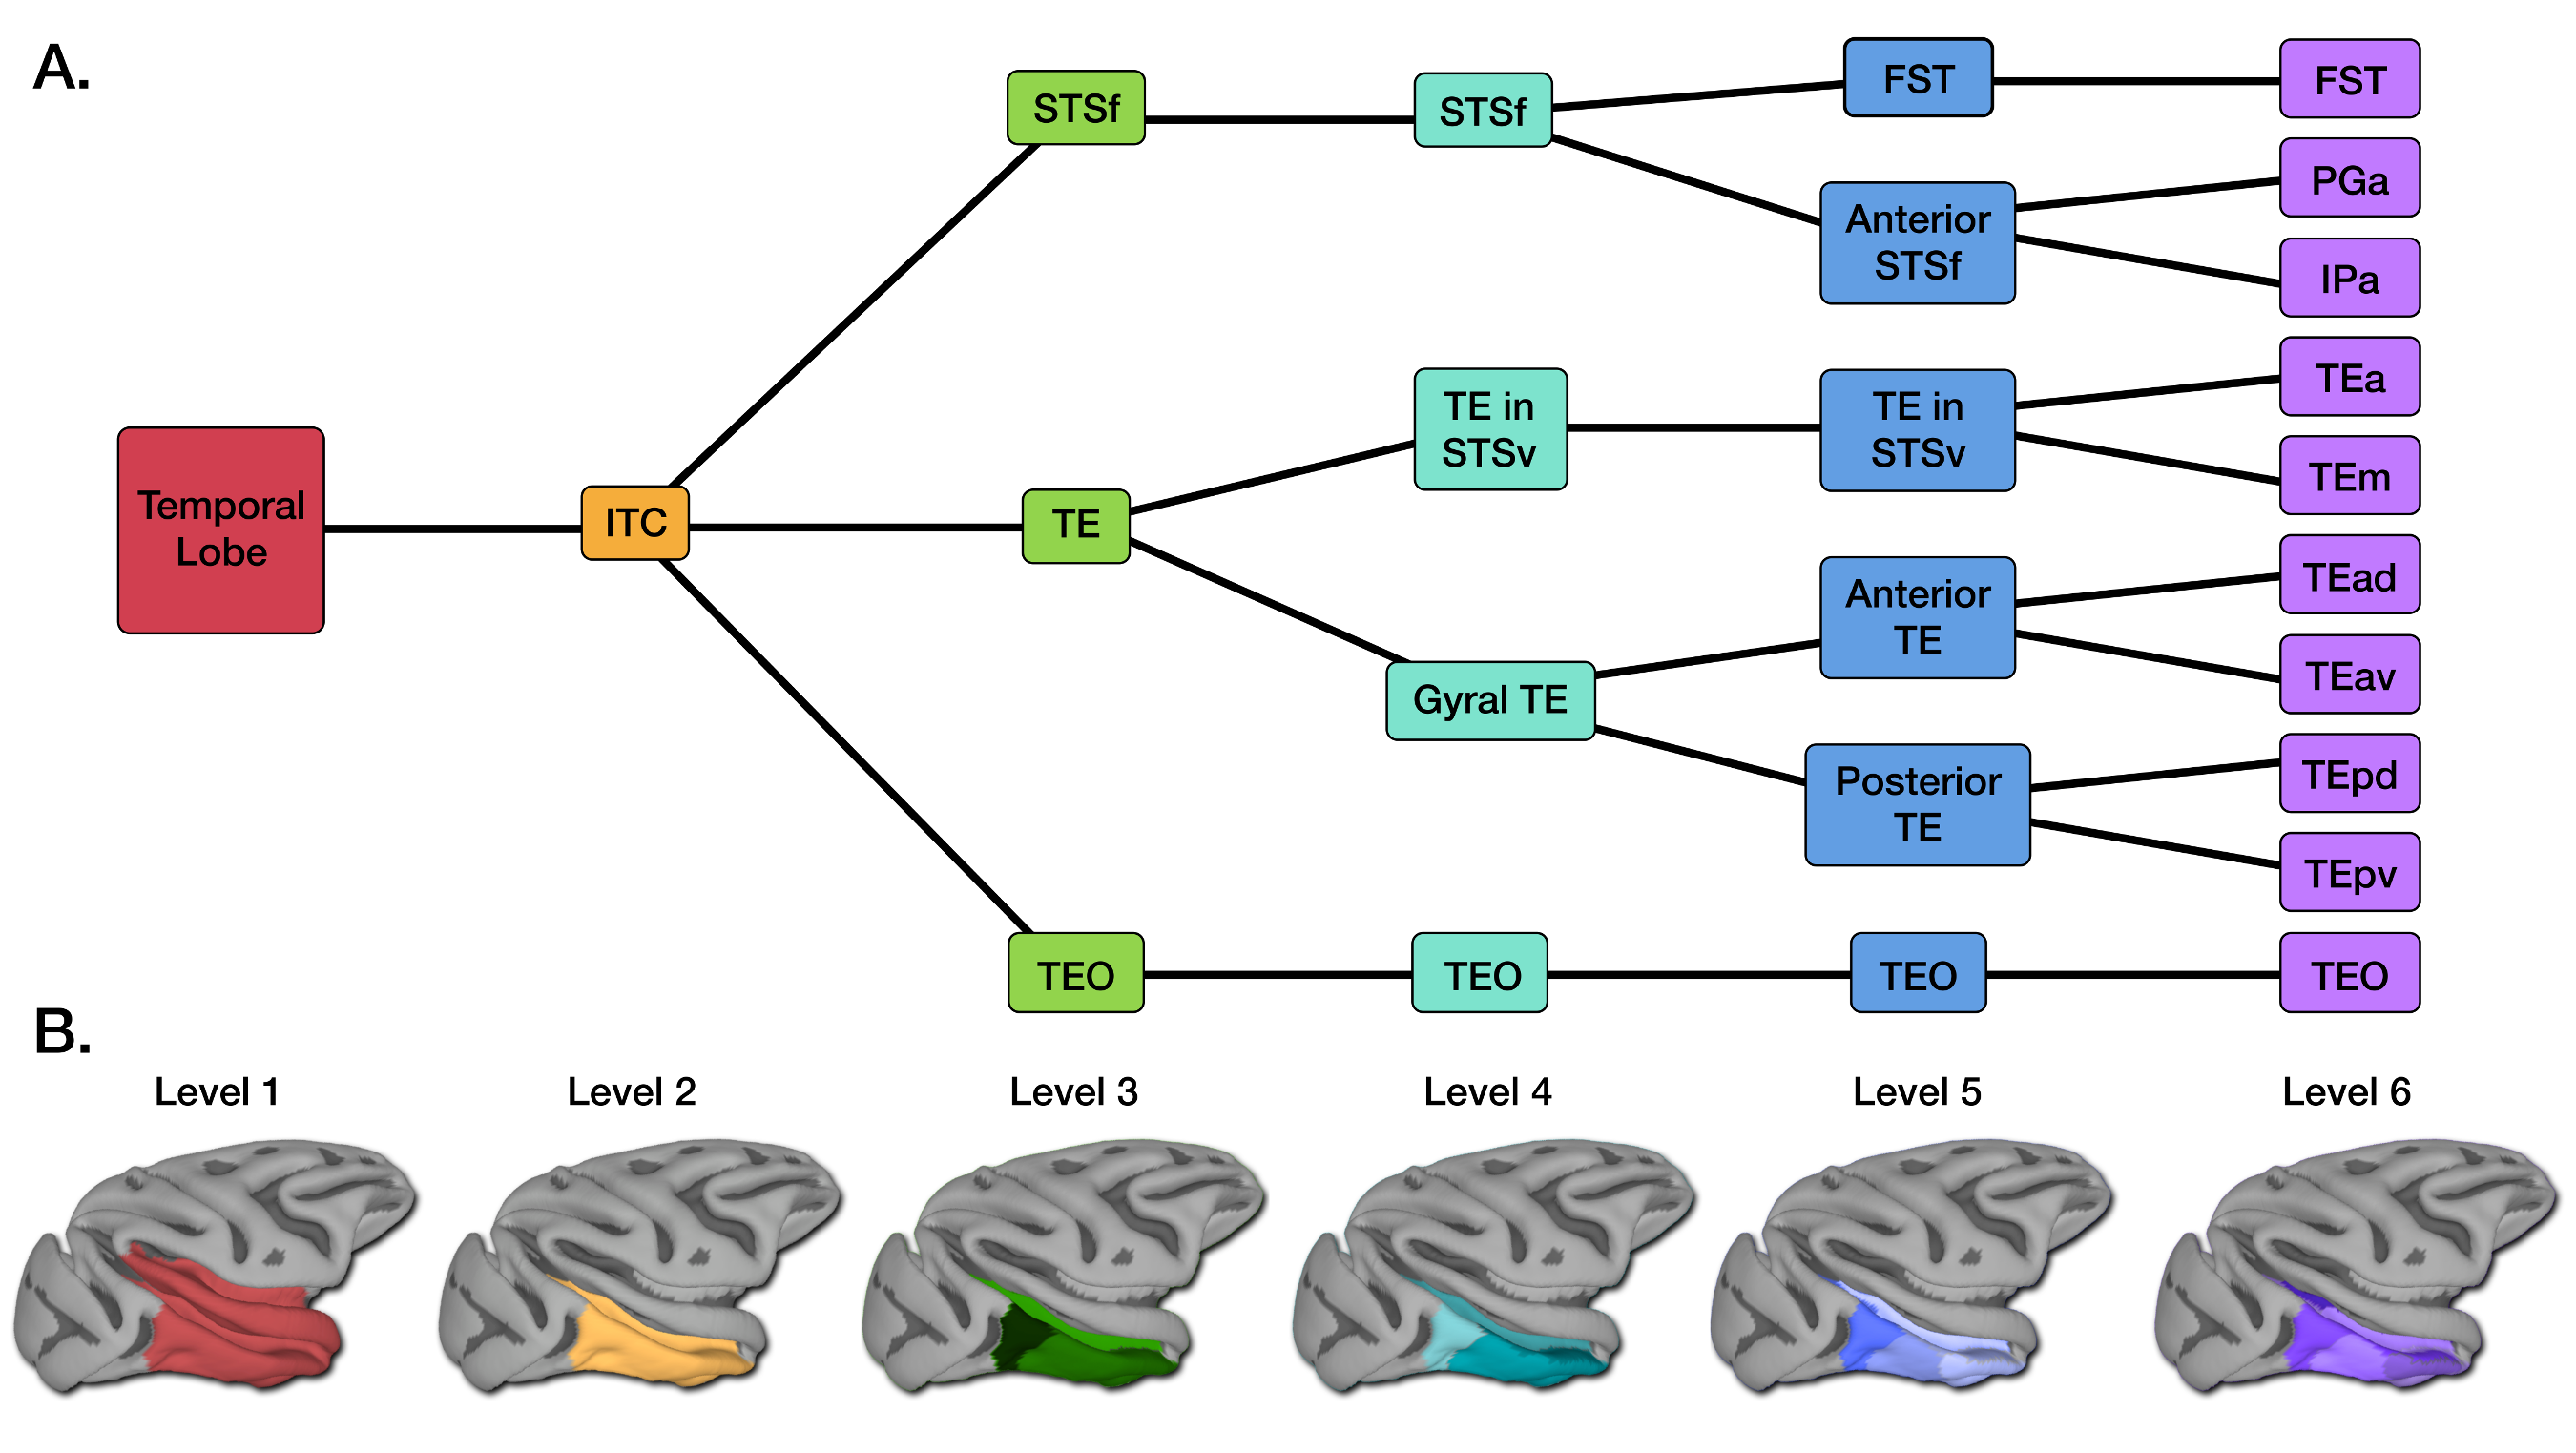 A.
Temporal
Lobe
ITC
STSf
TE
TEO
STSf
TE in
STSv
Gyral TE
TEO
FST
Anterior
STSf
TE in
STSv
Anterior
TE
Posterior
TE
TEO
FST
PGa
IPa
TEa
TEm
TEad
TEav
TEpd
TEpv
TEO
B.
Level 1
Level 2
Level 3
Level 4
Level 5
Level 6